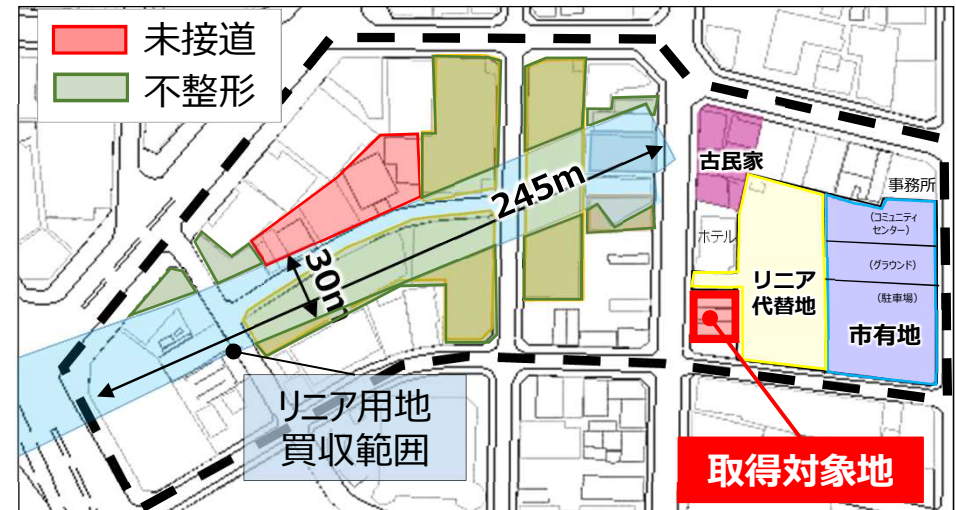 未接道
不整形
245m
30m
古民家
事務所
(コミュニティ
センター)
ホテル
(グラウンド)
リニア
代替地
(駐車場)
市有地
リニア用地
買収範囲
取得対象地